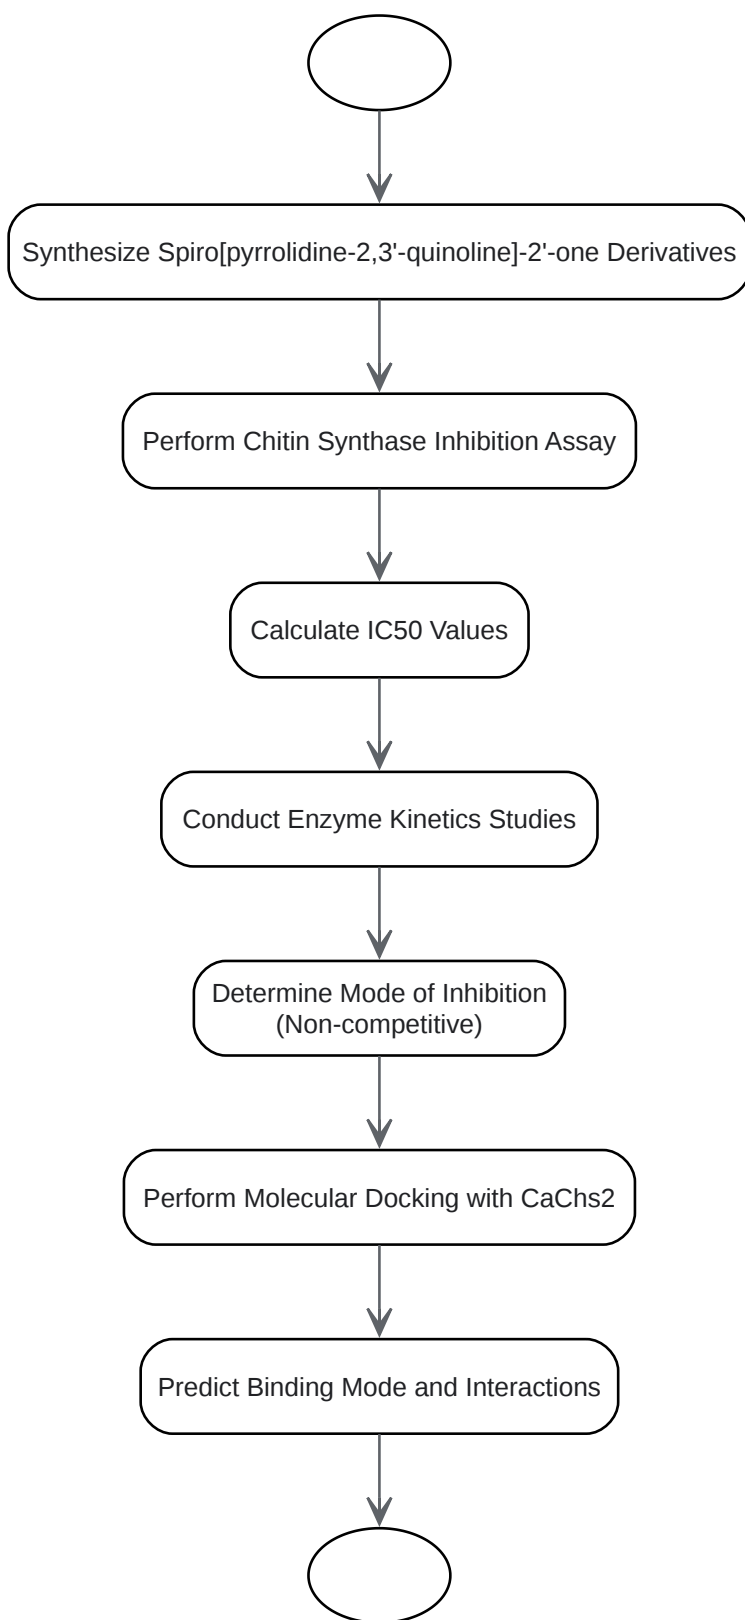 Synthesize Spiro[pyrrolidine-2,3'-quinoline]-2'-one Derivatives
Perform Chitin Synthase Inhibition Assay
Calculate IC50 Values
Conduct Enzyme Kinetics Studies
Determine Mode of Inhibition
(Non-competitive)
Perform Molecular Docking with CaChs2
Predict Binding Mode and Interactions